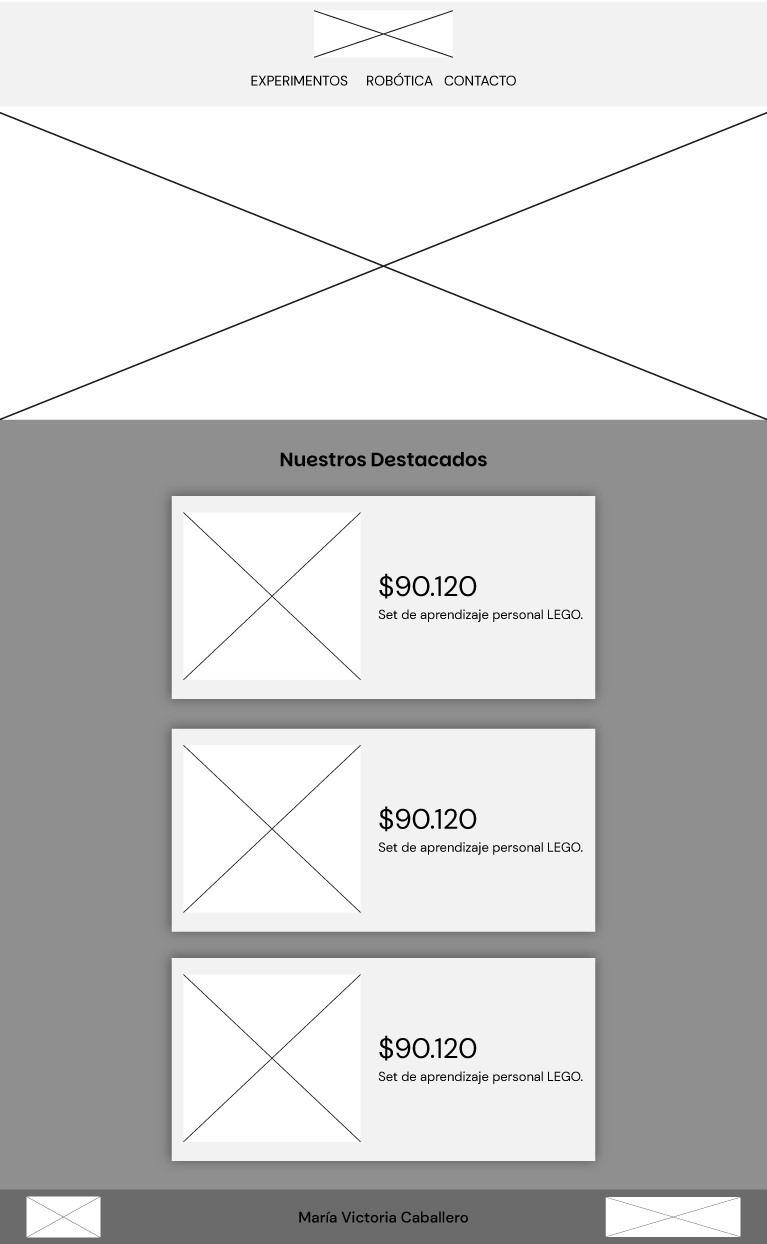 EXPERIMENTOS ROBÓTICA CONTACTO
Nuestros Destacados
$90.120
Set de aprendizaje personal LEGO.
$90.120
Set de aprendizaje personal LEGO.
$90.120
Set de aprendizaje personal LEGO.
María Victoria Caballero